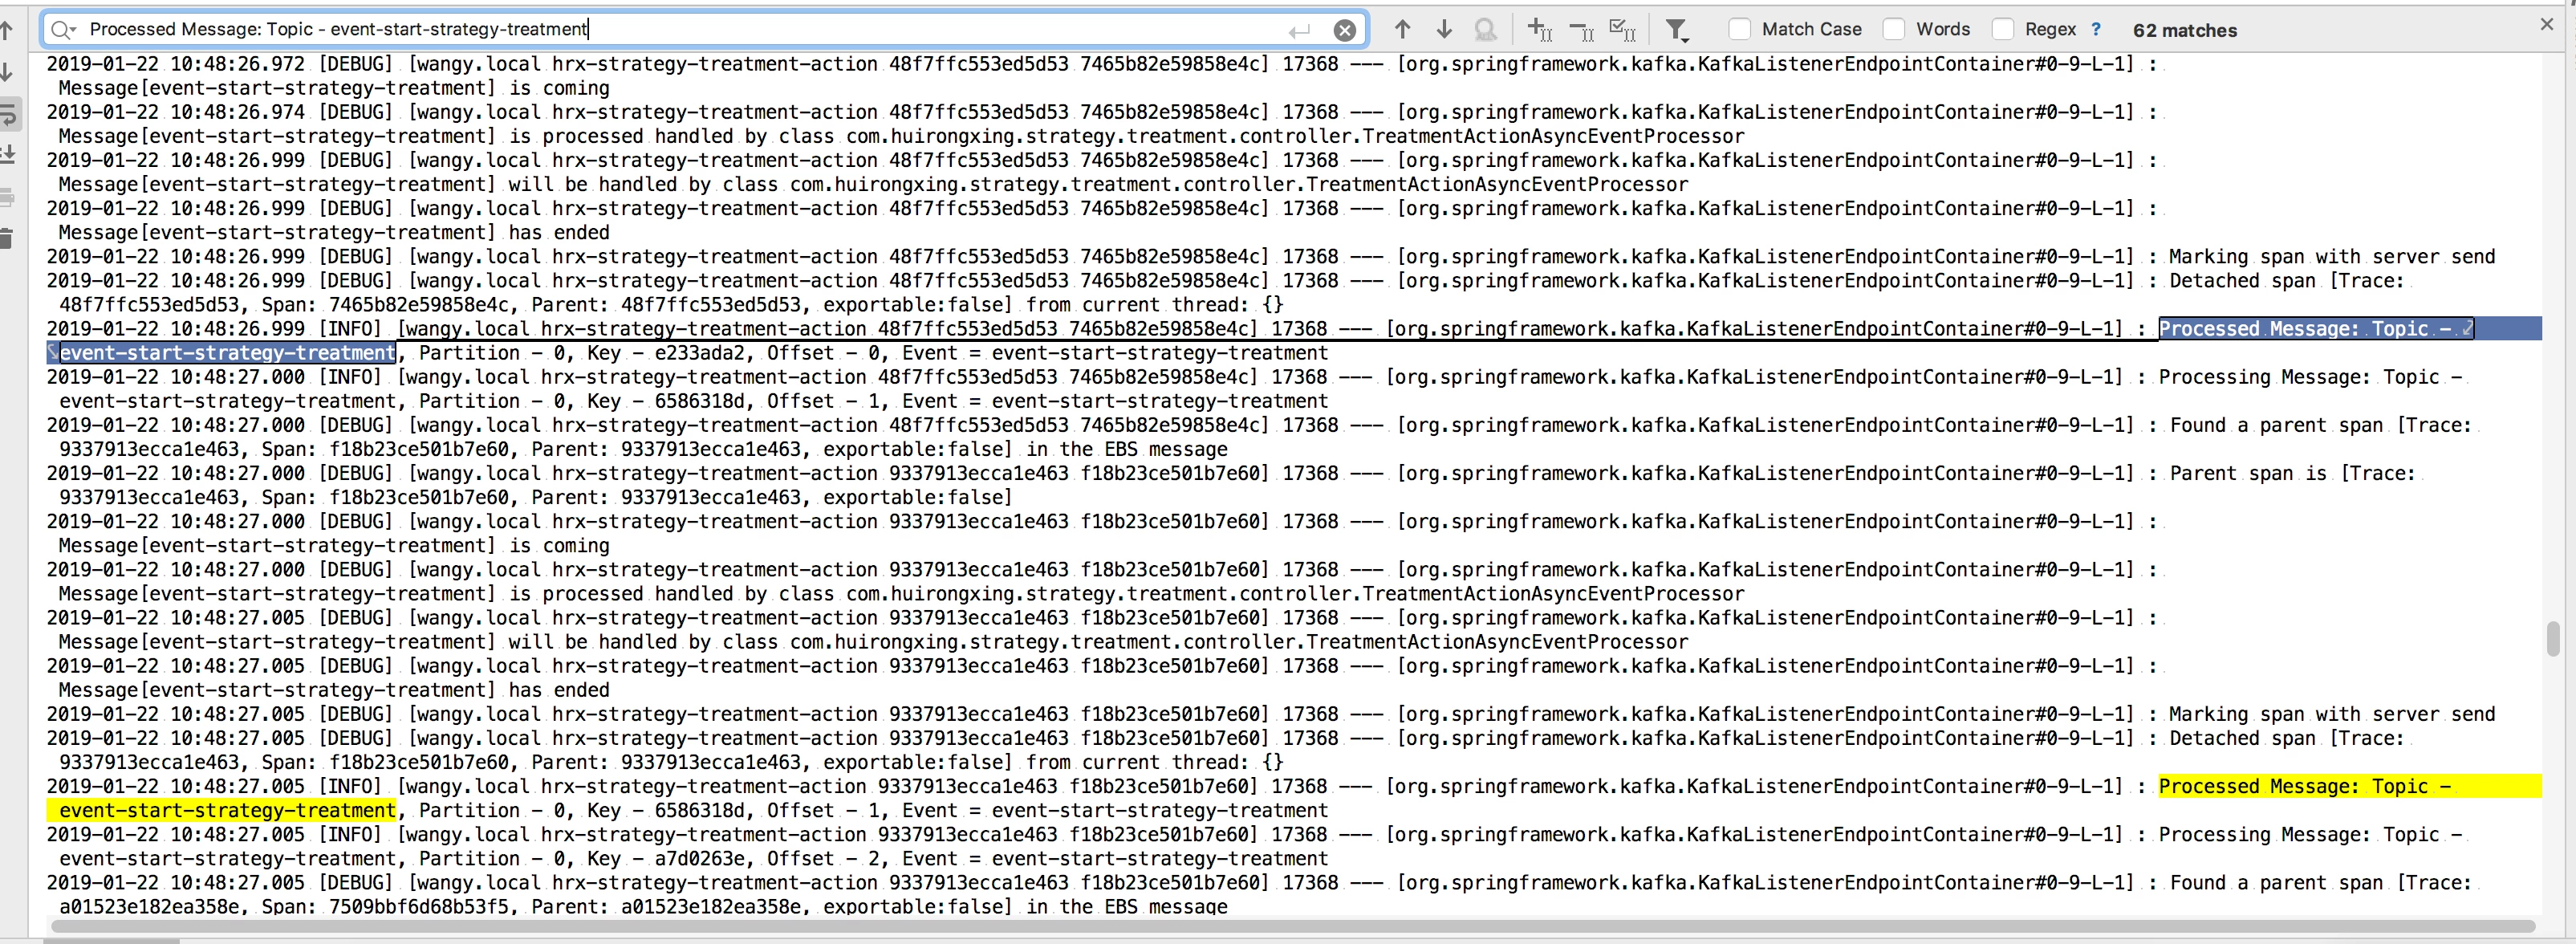 Processed Message: Topic - event-start-strategy-treatment
Match Case
Words
Regex
?
62 matches
2019-01-22 10:48:26.972 [DEBUG] [wangy.local hrx-strategy-treatment-action 48f7ffc553ed5d53 7465b82e59858e4c] 17368 --- [org.springframework.kafka.KafkaListenerEndpointContainer#0-9-L-1] :
Message[event-start-strategy-treatment] is coming
2019-01-22 10:48:26.974 [DEBUG] [wangy.local hrx-strategy-treatment-action 48f7ffc553ed5d53 7465b82e59858e4c] 17368 --- [org.springframework.kafka.KafkaListenerEndpointContainer#0-9-L-1] :
Message[event-start-strategy-treatment] is processed handled by class com.huirongxing.strategy.treatment.controller.TreatmentActionAsyncEventProcessor
2019-01-22 10:48:26.999 [DEBUG] [wangy.local hrx-strategy-treatment-action 48f7ffc553ed5d53 7465b82e59858e4c] 17368 --- [org.springframework.kafka.KafkaListenerEndpointContainer#0-9-L-1] :
Message[event-start-strategy-treatment] will be handled by class com.huirongxing.strategy.treatment.controller.TreatmentActionAsyncEventProcessor
2019-01-22 10:48:26.999 [DEBUG] [wangy.local hrx-strategy-treatment-action 48f7ffc553ed5d53 7465b82e59858e4c] 17368 --- [org.springframework.kafka.KafkaListenerEndpointContainer#0-9-L-1] :
Message[event-start-strategy-treatment] has ended
2019-01-22 10:48:26.999 [DEBUG] [wangy.local hrx-strategy-treatment-action 48f7ffc553ed5d53 7465b82e59858e4c] 17368 --- [org.springframework.kafka.KafkaListenerEndpointContainer#0-9-L-1] : Marking span with server send
2019-01-22 10:48:26.999 [DEBUG] [wangy.local hrx-strategy-treatment-action 48f7ffc553ed5d53 7465b82e59858e4c] 17368 --- [org.springframework.kafka.KafkaListenerEndpointContainer#0-9-L-1] : Detached span [Trace:
48f7ffc553ed5d53, Span: 7465b82e59858e4c, Parent: 48f7ffc553ed5d53, exportable:false] from current thread: {}
2019-01-22 10:48:26.999 [INFO] [wangy.local hrx-strategy-treatment-action 48f7ffc553ed5d53 7465b82e59858e4c] 17368 --- [org.springframework.kafka.KafkaListenerEndpointContainer#0-9-L-1] : Processed Message: Topic -
event-start-strategy-treatment, Partition - 0, Key - e233ada2, Offset - 0, Event = event-start-strategy-treatment
2019-01-22 10:48:27.000 [INFO] [wangy.local hrx-strategy-treatment-action 48f7ffc553ed5d53 7465b82e59858e4c] 17368 --- [org.springframework.kafka.KafkaListenerEndpointContainer#0-9-L-1] : Processing Message: Topic -
event-start-strategy-treatment, Partition - 0, Key - 6586318d, Offset - 1, Event = event-start-strategy-treatment
2019-01-22 10:48:27.000 [DEBUG] [wangy.local hrx-strategy-treatment-action 48f7ffc553ed5d53 7465b82e59858e4c] 17368 --- [org.springframework.kafka.KafkaListenerEndpointContainer#0-9-L-1] : Found a parent span [Trace:
9337913ecca1e463, Span: f18b23ce501b7e60, Parent: 9337913ecca1e463, exportable:false] in the EBS message
2019-01-22 10:48:27.000 [DEBUG] [wangy.local hrx-strategy-treatment-action 9337913ecca1e463 f18b23ce501b7e60] 17368 --- [org.springframework.kafka.KafkaListenerEndpointContainer#0-9-L-1] : Parent span is [Trace:
9337913ecca1e463, Span: f18b23ce501b7e60, Parent: 9337913ecca1e463, exportable:false]
2019-01-22 10:48:27.000 [DEBUG] [wangy.local hrx-strategy-treatment-action 9337913ecca1e463 f18b23ce501b7e60] 17368 --- [org.springframework.kafka.KafkaListenerEndpointContainer#0-9-L-1] :
Message[event-start-strategy-treatment] is coming
2019-01-22 10:48:27.000 [DEBUG] [wangy.local hrx-strategy-treatment-action 9337913ecca1e463 f18b23ce501b7e60] 17368 --- [org.springframework.kafka.KafkaListenerEndpointContainer#0-9-L-1] :
Message[event-start-strategy-treatment] is processed handled by class com.huirongxing.strategy.treatment.controller.TreatmentActionAsyncEventProcessor
2019-01-22 10:48:27.005 [DEBUG] [wangy.local hrx-strategy-treatment-action 9337913ecca1e463 f18b23ce501b7e60] 17368 --- [org.springframework.kafka.KafkaListenerEndpointContainer#0-9-L-1] :
Message[event-start-strategy-treatment] will be handled by class com.huirongxing.strategy.treatment.controller.TreatmentActionAsyncEventProcessor
2019-01-22 10:48:27.005 [DEBUG] [wangy.local hrx-strategy-treatment-action 9337913ecca1e463 f18b23ce501b7e60] 17368 --- [org.springframework.kafka.KafkaListenerEndpointContainer#0-9-L-1] :
Message[event-start-strategy-treatment] has ended
2019-01-22 10:48:27.005 [DEBUG] [wangy.local hrx-strategy-treatment-action 9337913ecca1e463 f18b23ce501b7e60] 17368 --- [org.springframework.kafka.KafkaListenerEndpointContainer#0-9-L-1] : Marking span with server send
2019-01-22 10:48:27.005 [DEBUG] [wangy.local hrx-strategy-treatment-action 9337913ecca1e463 f18b23ce501b7e60] 17368 --- [org.springframework.kafka.KafkaListenerEndpointContainer#0-9-L-1] : Detached span [Trace:
9337913ecca1e463, Span: f18b23ce501b7e60, Parent: 9337913ecca1e463, exportable:false] from current thread: {}
2019-01-22 10:48:27.005 [INFO] [wangy.local hrx-strategy-treatment-action 9337913ecca1e463 f18b23ce501b7e60] 17368 --- [org.springframework.kafka.KafkaListenerEndpointContainer#0-9-L-1] : Processed Message: Topic -
event-start-strategy-treatment, Partition - 0, Key - 6586318d, Offset - 1, Event = event-start-strategy-treatment
2019-01-22 10:48:27.005 [INFO] [wangy.local hrx-strategy-treatment-action 9337913ecca1e463 f18b23ce501b7e60] 17368 --- [org.springframework.kafka.KafkaListenerEndpointContainer#0-9-L-1] : Processing Message: Topic -
event-start-strategy-treatment, Partition - 0, Key - a7d0263e, Offset - 2, Event = event-start-strategy-treatment
2019-01-22 10:48:27.005 [DEBUG] [wangy.local hrx-strategy-treatment-action 9337913ecca1e463 f18b23ce501b7e60] 17368 --- [org.springframework.kafka.KafkaListenerEndpointContainer#0-9-L-1] : Found a parent span [Trace:
a01523e182ea358e, Span: 7509bbf6d68b53f5, Parent: a01523e182ea358e, exportable:false] in the EBS message